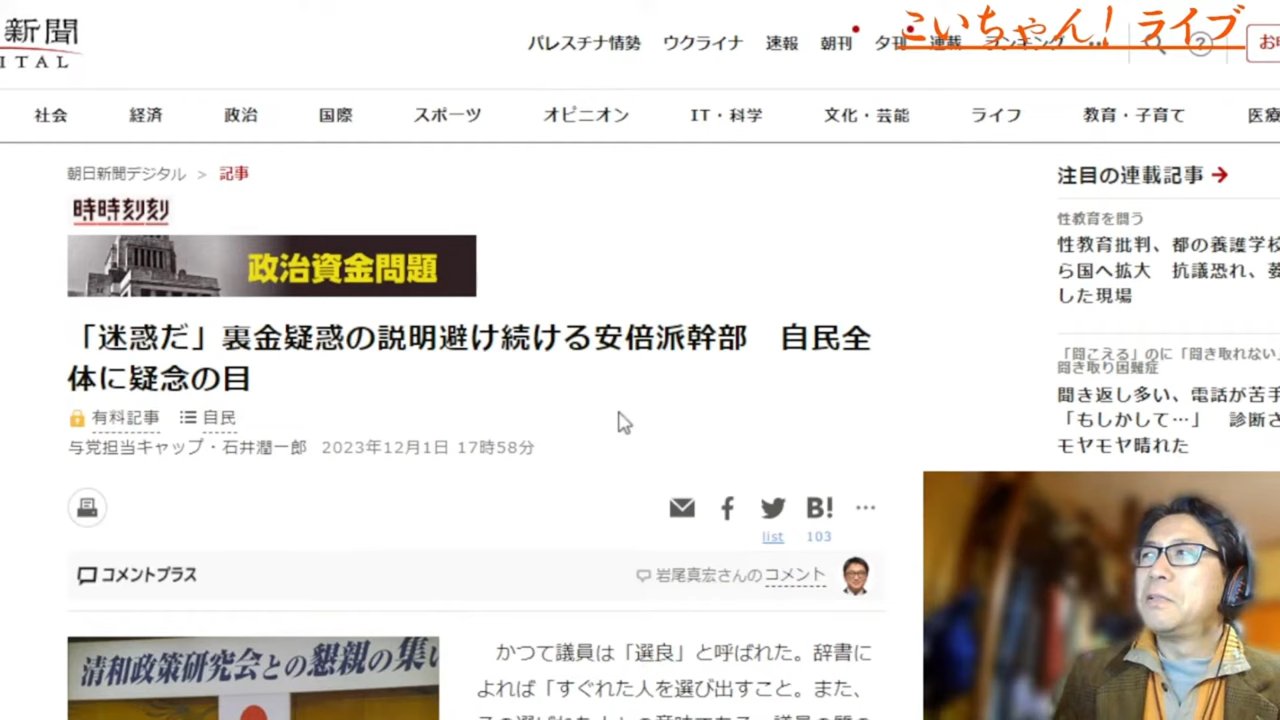 新聞
ITAL
こいちゃん！ライブ
パレスチナ情勢 ウクライナ 速報 朝刊 夕刊 連載 ランキング
社会 経済 政治 国際 スポーツ オピニオン IT・科学 文化・芸能 ライフ 教育・子育て 医療
朝日新聞デジタル > 記事
時時刻刻
政治資金問題
「迷惑だ」裏金疑惑の説明避け続ける安倍派幹部　自民全
体に疑念の目
有料記事 自民
与党担当キャップ・石井潤一郎 2023年12月1日 17時58分
list 103
B!
コメントプラス
岩尾真宏さんのコメント
清和政策研究会との懇親の集い
かつて議員は「選良」と呼ばれた。辞書に
よれば「すぐれた人を選び出すこと。また、
注目の連載記事
性教育を問う
性教育批判、都の養護学校
ら国へ拡大　抗議恐れ、萎
した現場
「聞こえる」のに「聞き取れない」
聞き取り困難症
聞き返し多い、電話が苦手
「もしかして…」　診断さ
モヤモヤ晴れた